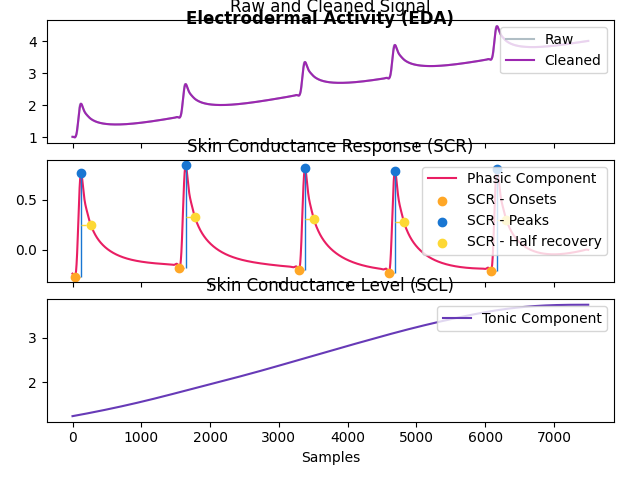 Raw and Cleaned Signal
Electrodermal Activity (EDA)
4
3
2
1
Raw
Cleaned
Skin Conductance Response (SCR)
0.5
0.0
Phasic Component
SCR - Onsets
SCR - Peaks
SCR - Half recovery
Skin Conductance Level (SCL)
3
2
Tonic Component
0 1000 2000 3000 4000 5000 6000 7000
Samples